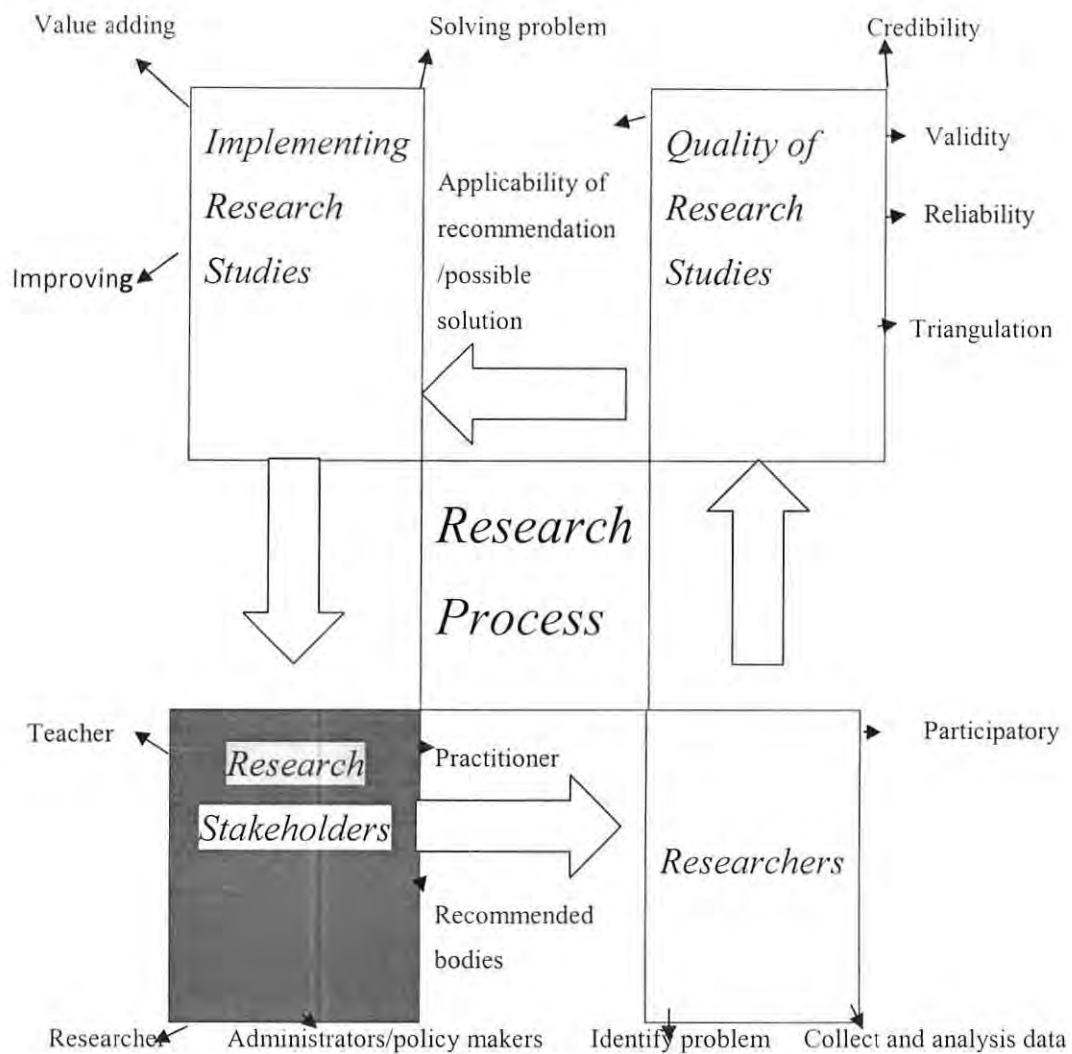 Value adding
Solving problem
Credibility
Implementing
Research
Studies
Improving
Applicability of
recommendation
/possible
solution
Quality of
Research
Studies
Validity
Reliability
Triangulation
Research
Process
Teacher
Research
Stakeholders
Practitioner
Recommended
bodies
Researchers
Participatory
Researcher
Administrators/policy makers
Identify problem
Collect and analysis data